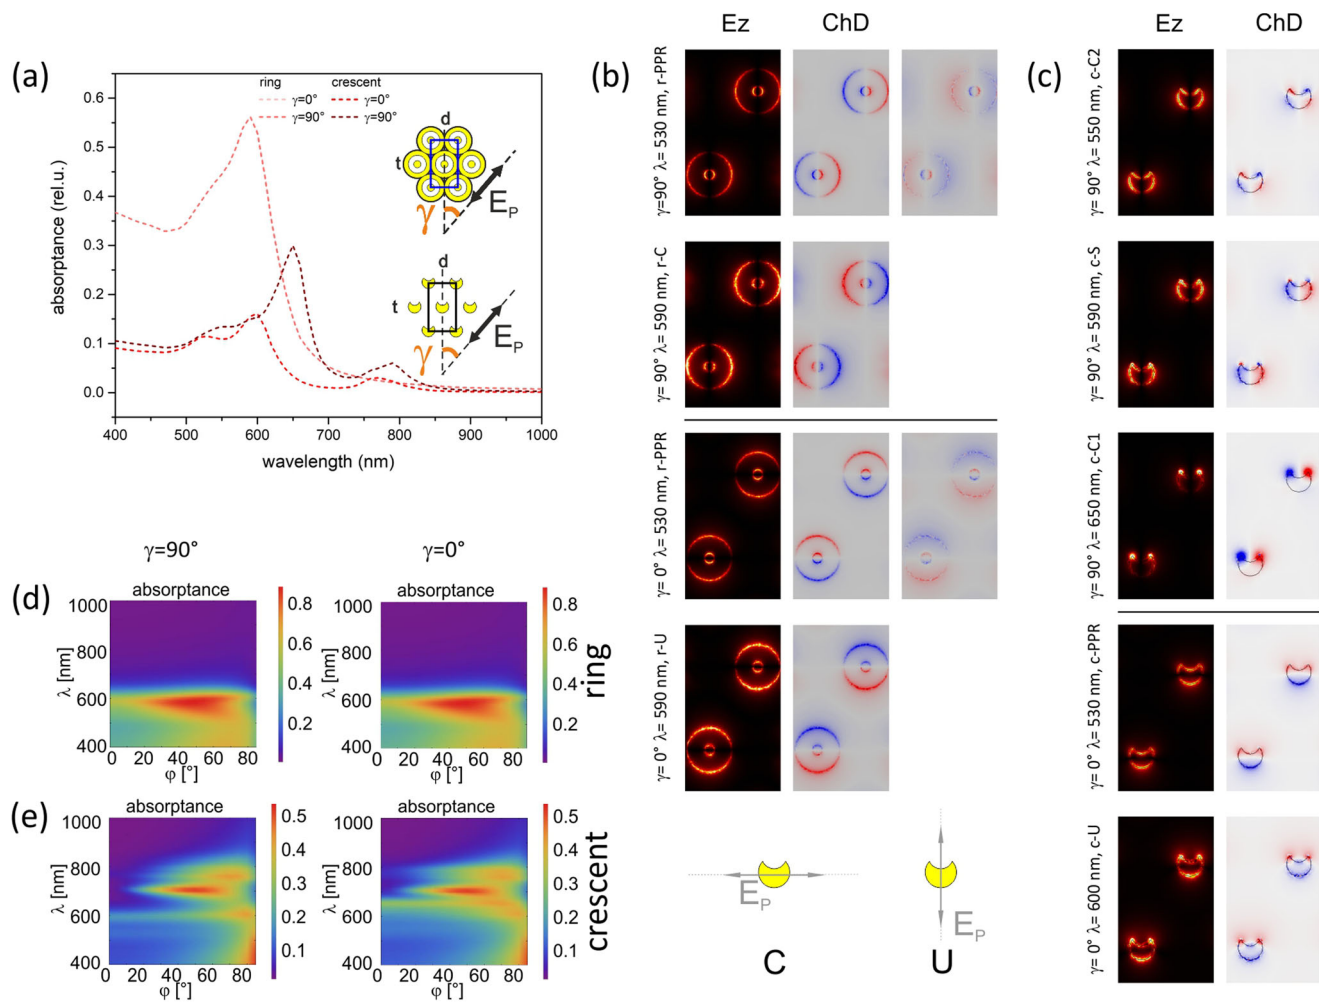 (a)
absorptance (rel.u.)
0.6
0.5
0.4
0.3
0.2
0.1
0.0
400 500 600 700 800 900 1000
wavelength (nm)
ring crescent
γ=0° γ=0°
γ=90° γ=90°
d
t
γ
E_P
d
t
γ
E_P
(b)
Ez ChD
γ=90° λ= 530 nm, r-PPR
γ= 90° λ= 590 nm, r-C
γ= 0° λ= 530 nm, r-PPR
γ= 0° λ= 590 nm, r-U
E_P
C
E_P
U
(c)
Ez ChD
γ= 90° λ= 550 nm, c-C2
γ= 90° λ= 590 nm, c-S
γ= 90° λ= 650 nm, c-C1
γ= 0° λ= 530 nm, c-PPR
γ= 0° λ= 600 nm, c-U
γ=90° γ=0°
(d)
absorptance
1000
800
600
400
λ [nm]
0 20 40 60 80
φ [°]
0.8
0.6
0.4
0.2
absorptance
1000
800
600
400
λ [nm]
0 20 40 60 80
φ [°]
0.8
0.6
0.4
0.2
ring
(e)
absorptance
1000
800
600
400
λ [nm]
0 20 40 60 80
φ [°]
0.5
0.4
0.3
0.2
0.1
absorptance
1000
800
600
400
λ [nm]
0 20 40 60 80
φ [°]
0.5
0.4
0.3
0.2
0.1
crescent